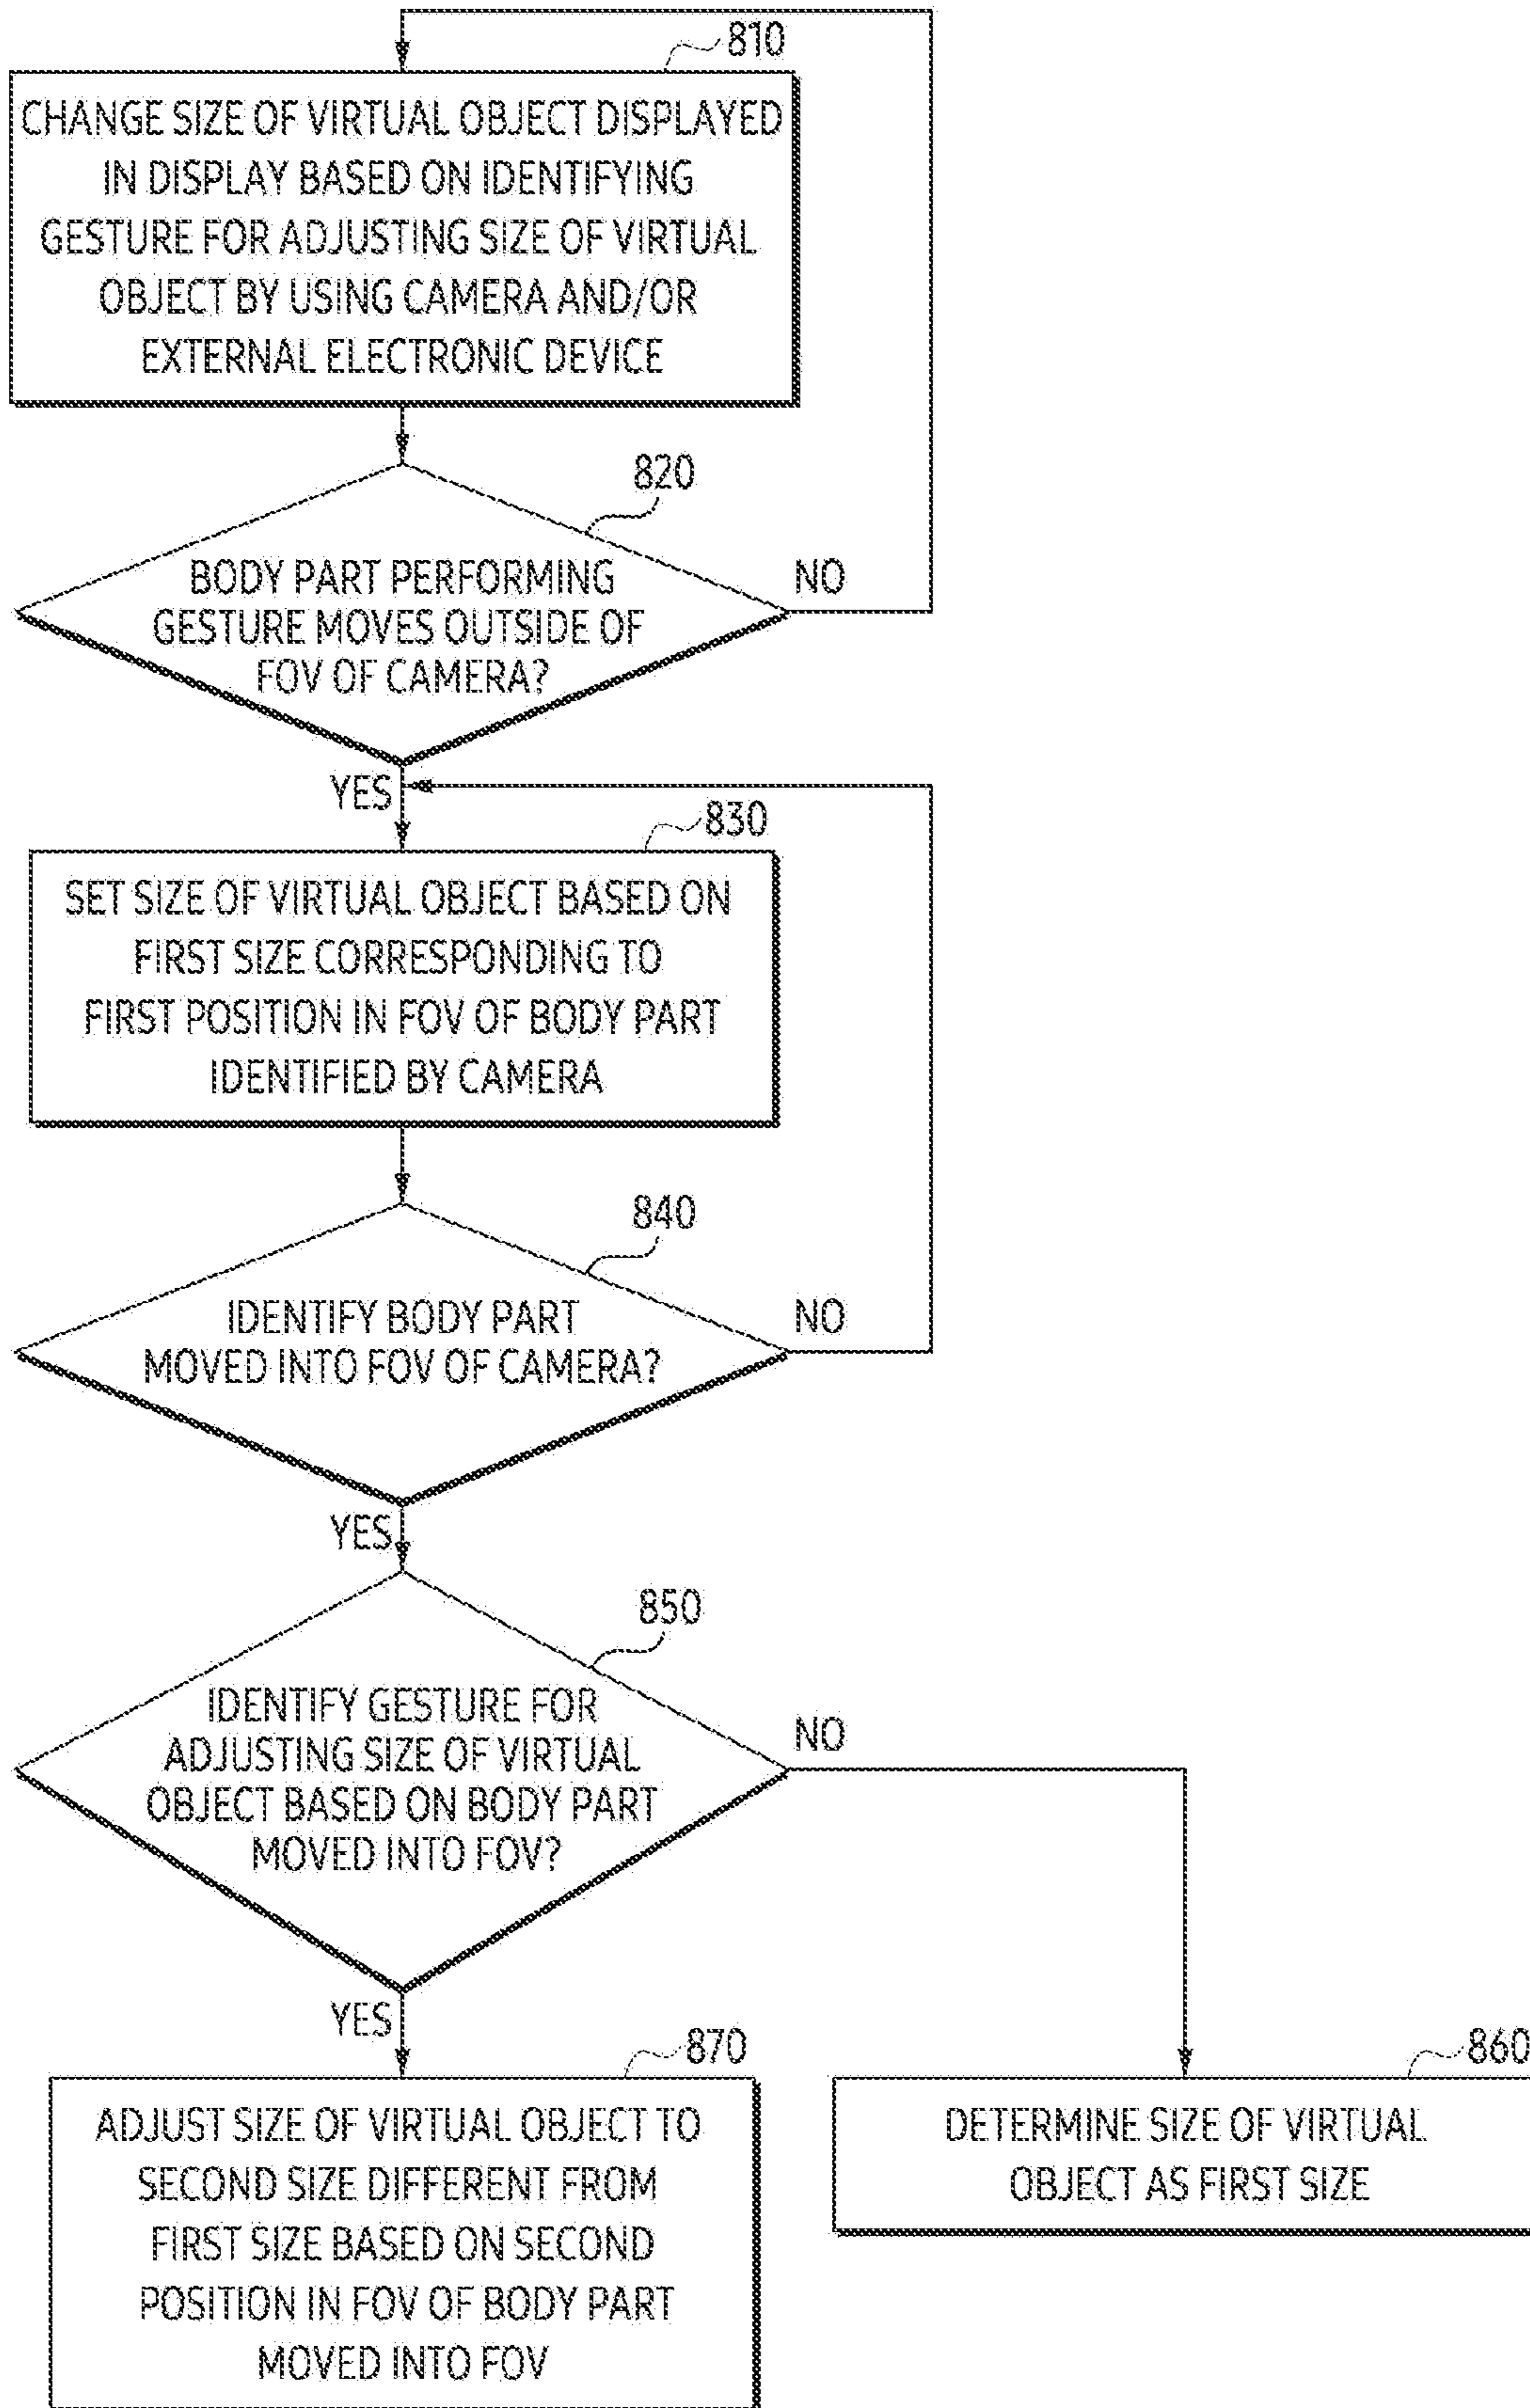 810
CHANGE SIZE OF VIRTUAL OBJECT DISPLAYED
IN DISPLAY BASED ON IDENTIFYING
GESTURE FOR ADJUSTING SIZE OF VIRTUAL
OBJECT BY USING CAMERA AND/OR
EXTERNAL ELECTRONIC DEVICE
820
BODY PART PERFORMING
GESTURE MOVES OUTSIDE OF
FOV OF CAMERA?
NO
YES
830
SET SIZE OF VIRTUAL OBJECT BASED ON
FIRST SIZE CORRESPONDING TO
FIRST POSITION IN FOV OF BODY PART
IDENTIFIED BY CAMERA
840
IDENTIFY BODY PART
MOVED INTO FOV OF CAMERA?
NO
YES
850
IDENTIFY GESTURE FOR
ADJUSTING SIZE OF VIRTUAL
OBJECT BASED ON BODY PART
MOVED INTO FOV?
NO
YES
870
ADJUST SIZE OF VIRTUAL OBJECT TO
SECOND SIZE DIFFERENT FROM
FIRST SIZE BASED ON SECOND
POSITION IN FOV OF BODY PART
MOVED INTO FOV
860
DETERMINE SIZE OF VIRTUAL
OBJECT AS FIRST SIZE